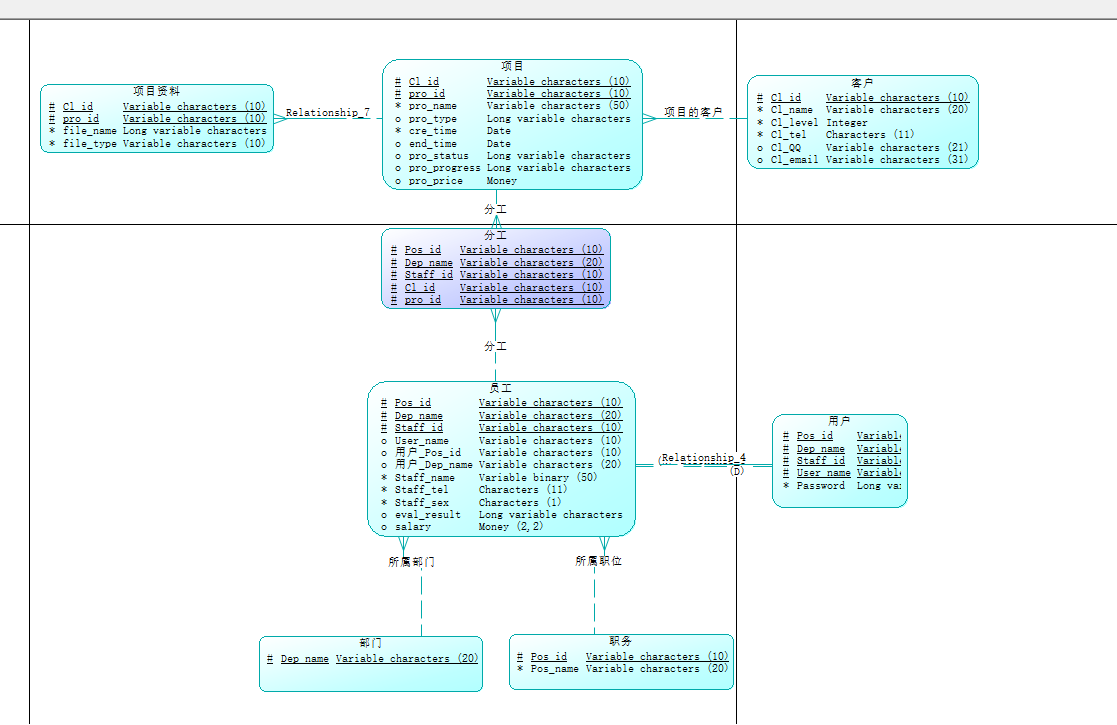 项目资料
# Cl_id Variable characters (10)
# pro_id Variable characters (10)
* file_name Long variable characters
* file_type Variable characters (10)
Relationship_7
项目
# Cl_id Variable characters (10)
# pro_id Variable characters (10)
* pro_name Variable characters (50)
o pro_type Long variable characters
* cre_time Date
o end_time Date
o pro_status Long variable characters
o pro_progress Long variable characters
o pro_price Money
项目的客户
客户
# Cl_id Variable characters (10)
* Cl_name Variable characters (20)
* Cl_level Integer
* Cl_tel Characters (11)
o Cl_QQ Variable characters (21)
o Cl_email Variable characters (31)
分工
分工
# Pos_id Variable characters (10)
# Dep_name Variable characters (20)
# Staff_id Variable characters (10)
# Cl_id Variable characters (10)
# pro_id Variable characters (10)
分工
员工
# Pos_id Variable characters (10)
# Dep_name Variable characters (20)
# Staff_id Variable characters (10)
o User_name Variable characters (10)
o 用户_Pos_id Variable characters (10)
o 用户_Dep_name Variable characters (20)
* Staff_name Variable binary (50)
* Staff_tel Characters (11)
* Staff_sex Characters (1)
o eval_result Long variable characters
o salary Money (2,2)
Relationship_4
(D)
用户
# Pos_id Variabl
# Dep_name Variabl
# Staff_id Variabl
# User_name Variabl
* Password Long va
所属部门
所属职位
部门
# Dep_name Variable characters (20)
职务
# Pos_id Variable characters (10)
* Pos_name Variable characters (20)